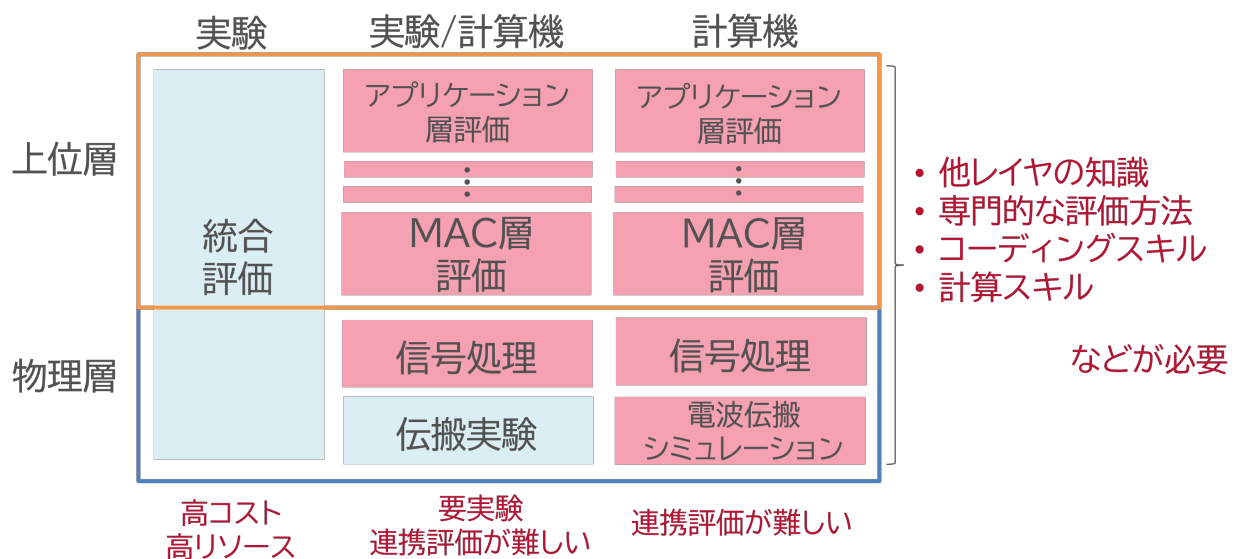 実験
実験/計算機
計算機
上位層
物理層
統合
評価
アプリケーション
層評価
MAC層
評価
信号処理
伝搬実験
アプリケーション
層評価
MAC層
評価
信号処理
電波伝搬
シミュレーション
• 他レイヤの知識
• 専門的な評価方法
• コーディングスキル
• 計算スキル
などが必要
高コスト
高リソース
要実験
連携評価が難しい
連携評価が難しい